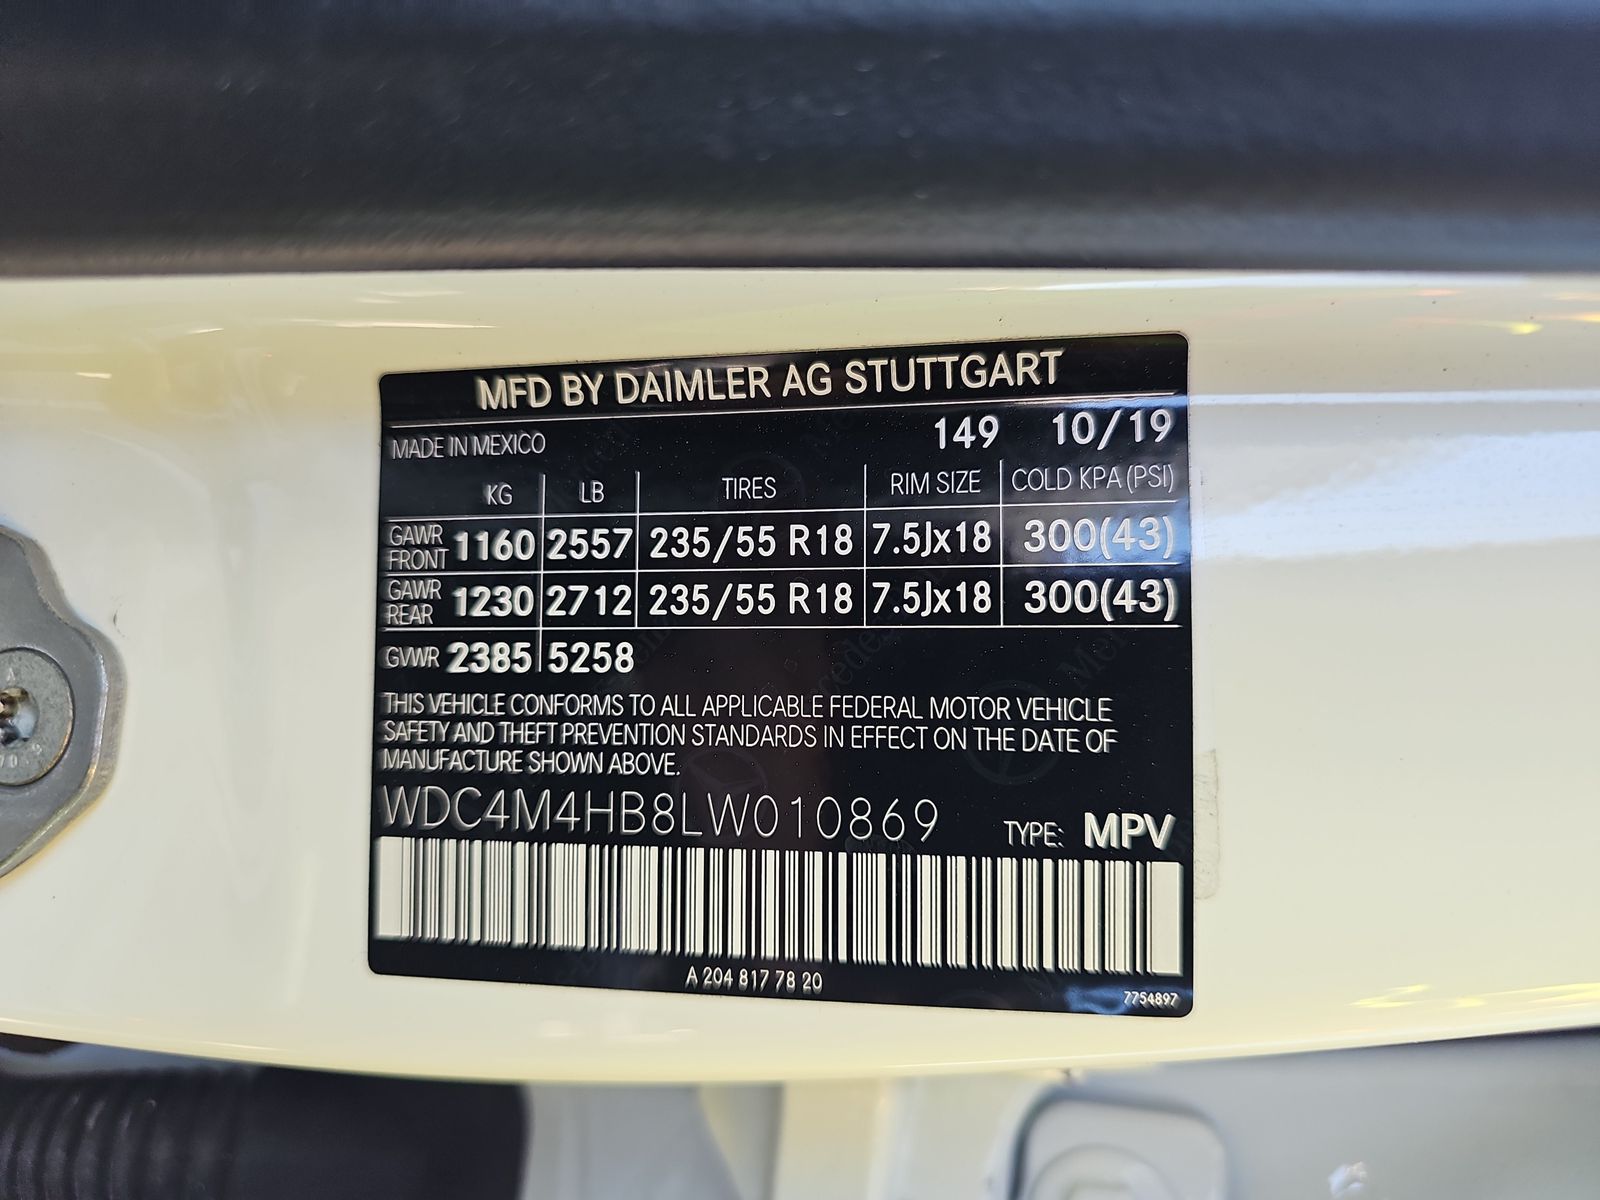 MFD BY DAIMLER AG STUTTGART
MADE IN MEXICO 149 10/19
KG LB TIRES RIM SIZE COLD KPA (PSI)
GAWR FRONT 1160 2557 235/55 R18 7.5Jx18 300(43)
GAWR REAR 1230 2712 235/55 R18 7.5Jx18 300(43)
GVWR 2385 5258
THIS VEHICLE CONFORMS TO ALL APPLICABLE FEDERAL MOTOR VEHICLE
SAFETY AND THEFT PREVENTION STANDARDS IN EFFECT ON THE DATE OF
MANUFACTURE SHOWN ABOVE.
WDC4M4HB8LW010869 TYPE: MPV
A 204 817 78 20
7754897